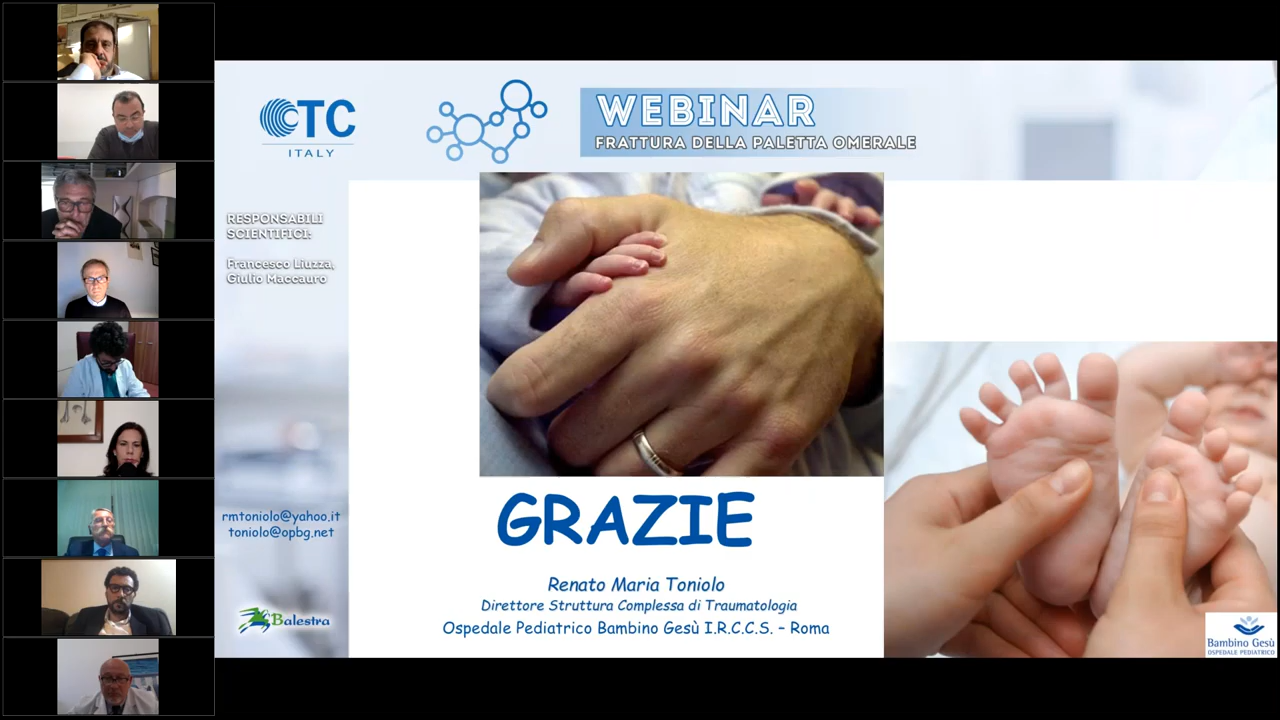 CTC
ITALY
WEBINAR
FRATTURA DELLA PALETTA OMERALE
RESPONSABILI
SCIENTIFICI:
Francesco Liuzza,
Giulio Maccauro
rmtoniolo@yahoo.it
toniolo@opbg.net
Balestra
GRAZIE
Renato Maria Toniolo
Direttore Struttura Complessa di Traumatologia
Ospedale Pediatrico Bambino Gesù I.R.C.C.S. – Roma
Bambino Gesù
OSPEDALE PEDIATRICO